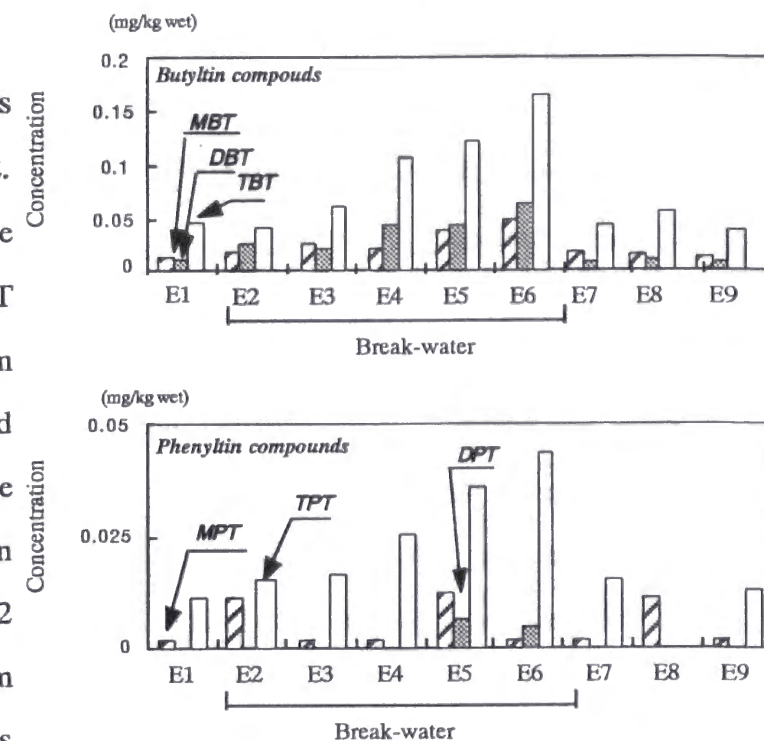 (mg/kg wet)
0.2
Butyltin compouds
s
0.15
MBT
Concentration
.
DBT
0.1
TBT
e
0.05
0
T
E1 E2 E3 E4 E5 E6 E7 E8 E9
Break-water
n
(mg/kg wet)
d
0.05
Phenyltin compounds
DPT
e
Concentration
TPT
MPT
n
0.025
2
0
m
E1 E2 E3 E4 E5 E6 E7 E8 E9
Break-water
s